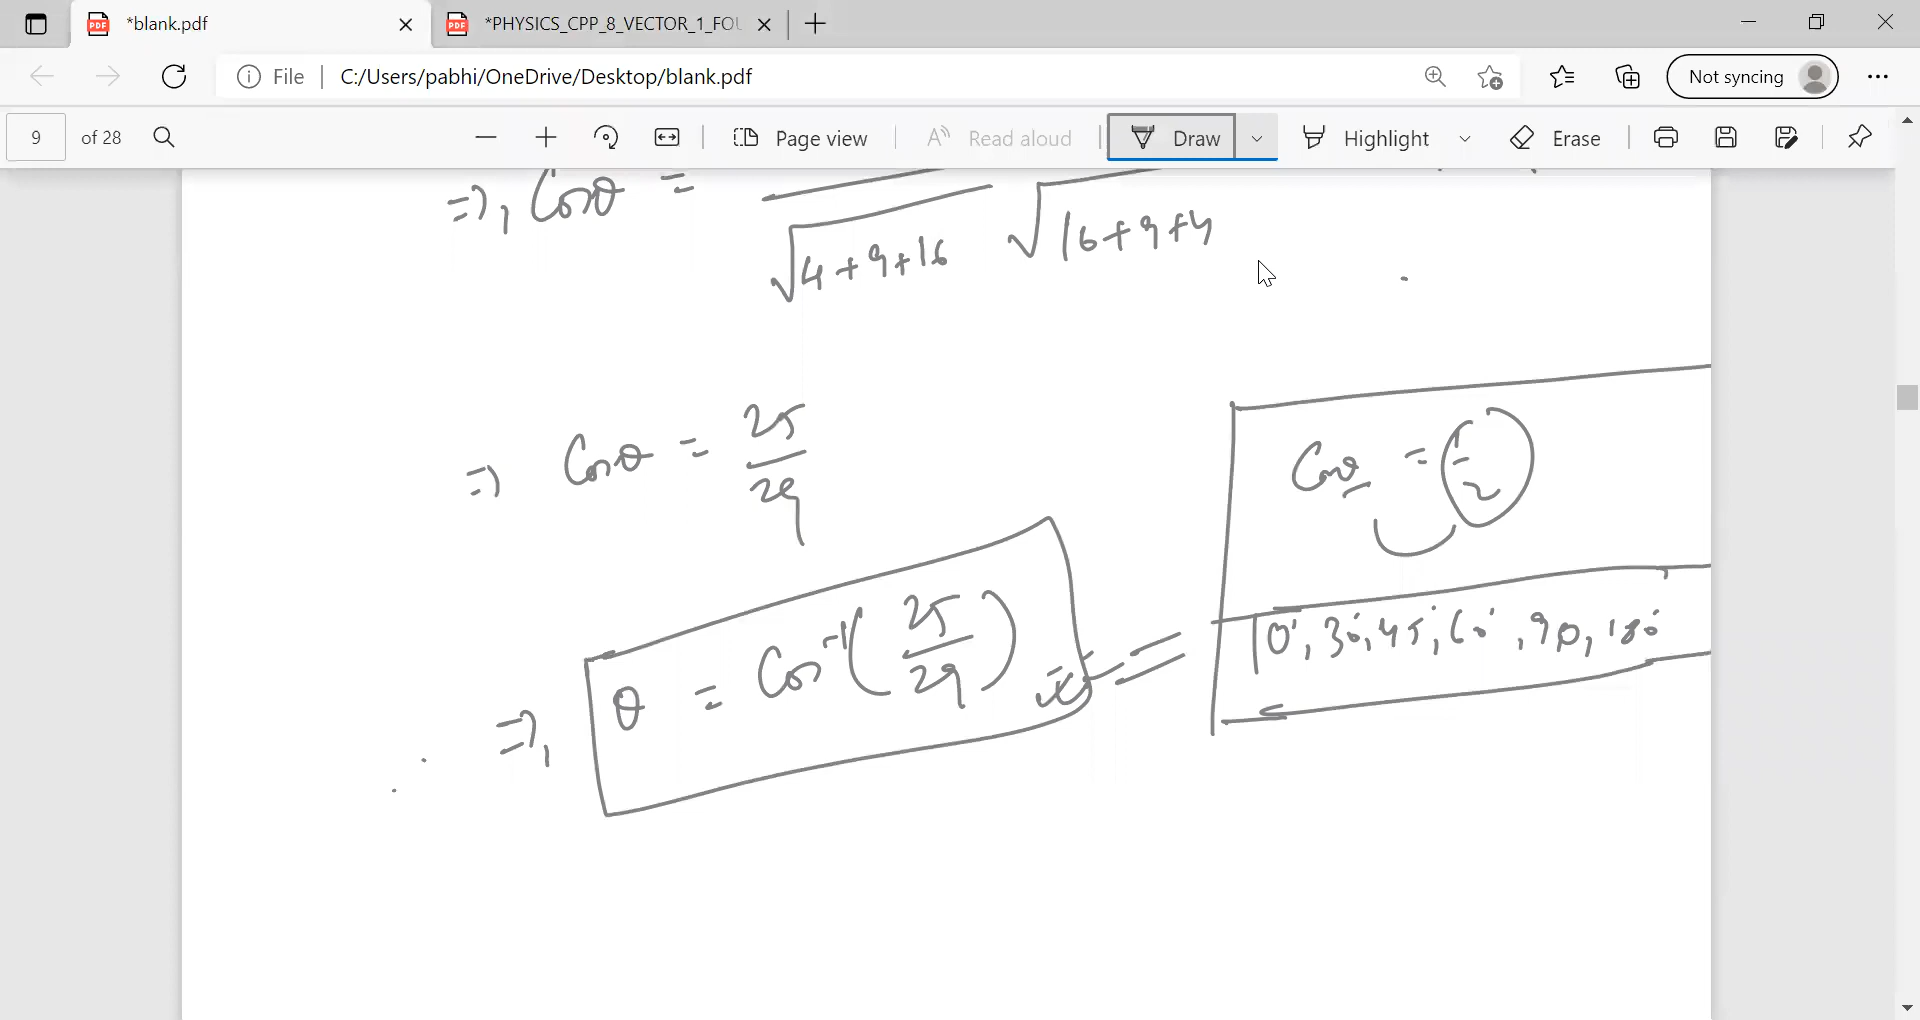 *blank.pdf
*PHYSICS_CPP_8_VECTOR_1_FOU
File | C:/Users/pabhi/OneDrive/Desktop/blank.pdf
Not syncing
9 of 28
Page view
Read aloud
Draw
Highlight
Erase
⇒, Cosθ =
√4+9+16 √16+9+4
⇒ Cosθ = 25/29
Cosθ = 1/2
⇒, θ = Cos⁻¹(25/29)
0°, 30°, 45°, 60°, 90, 180°